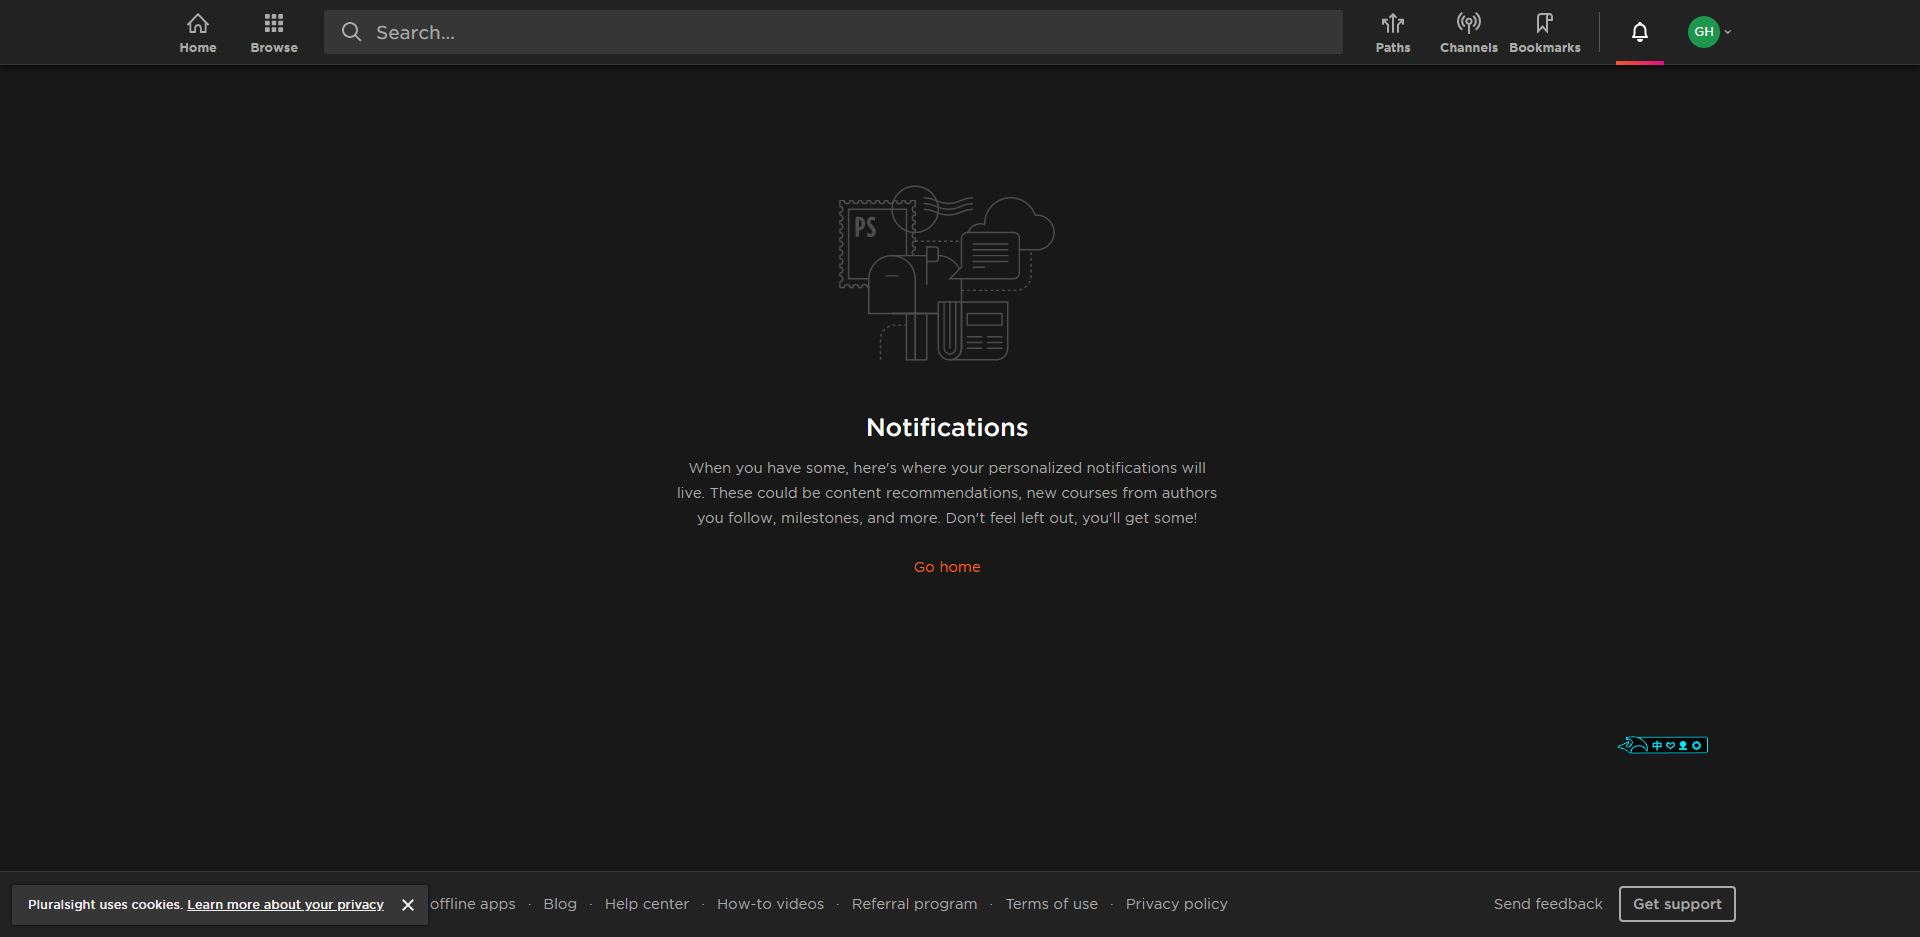 Home
Browse
Search...
Paths
Channels
Bookmarks
GH
PS
Notifications
When you have some, here's where your personalized notifications will
live. These could be content recommendations, new courses from authors
you follow, milestones, and more. Don't feel left out, you'll get some!
Go home
中
Pluralsight uses cookies. Learn more about your privacy
offline apps · Blog · Help center · How-to videos · Referral program · Terms of use · Privacy policy
Send feedback
Get support